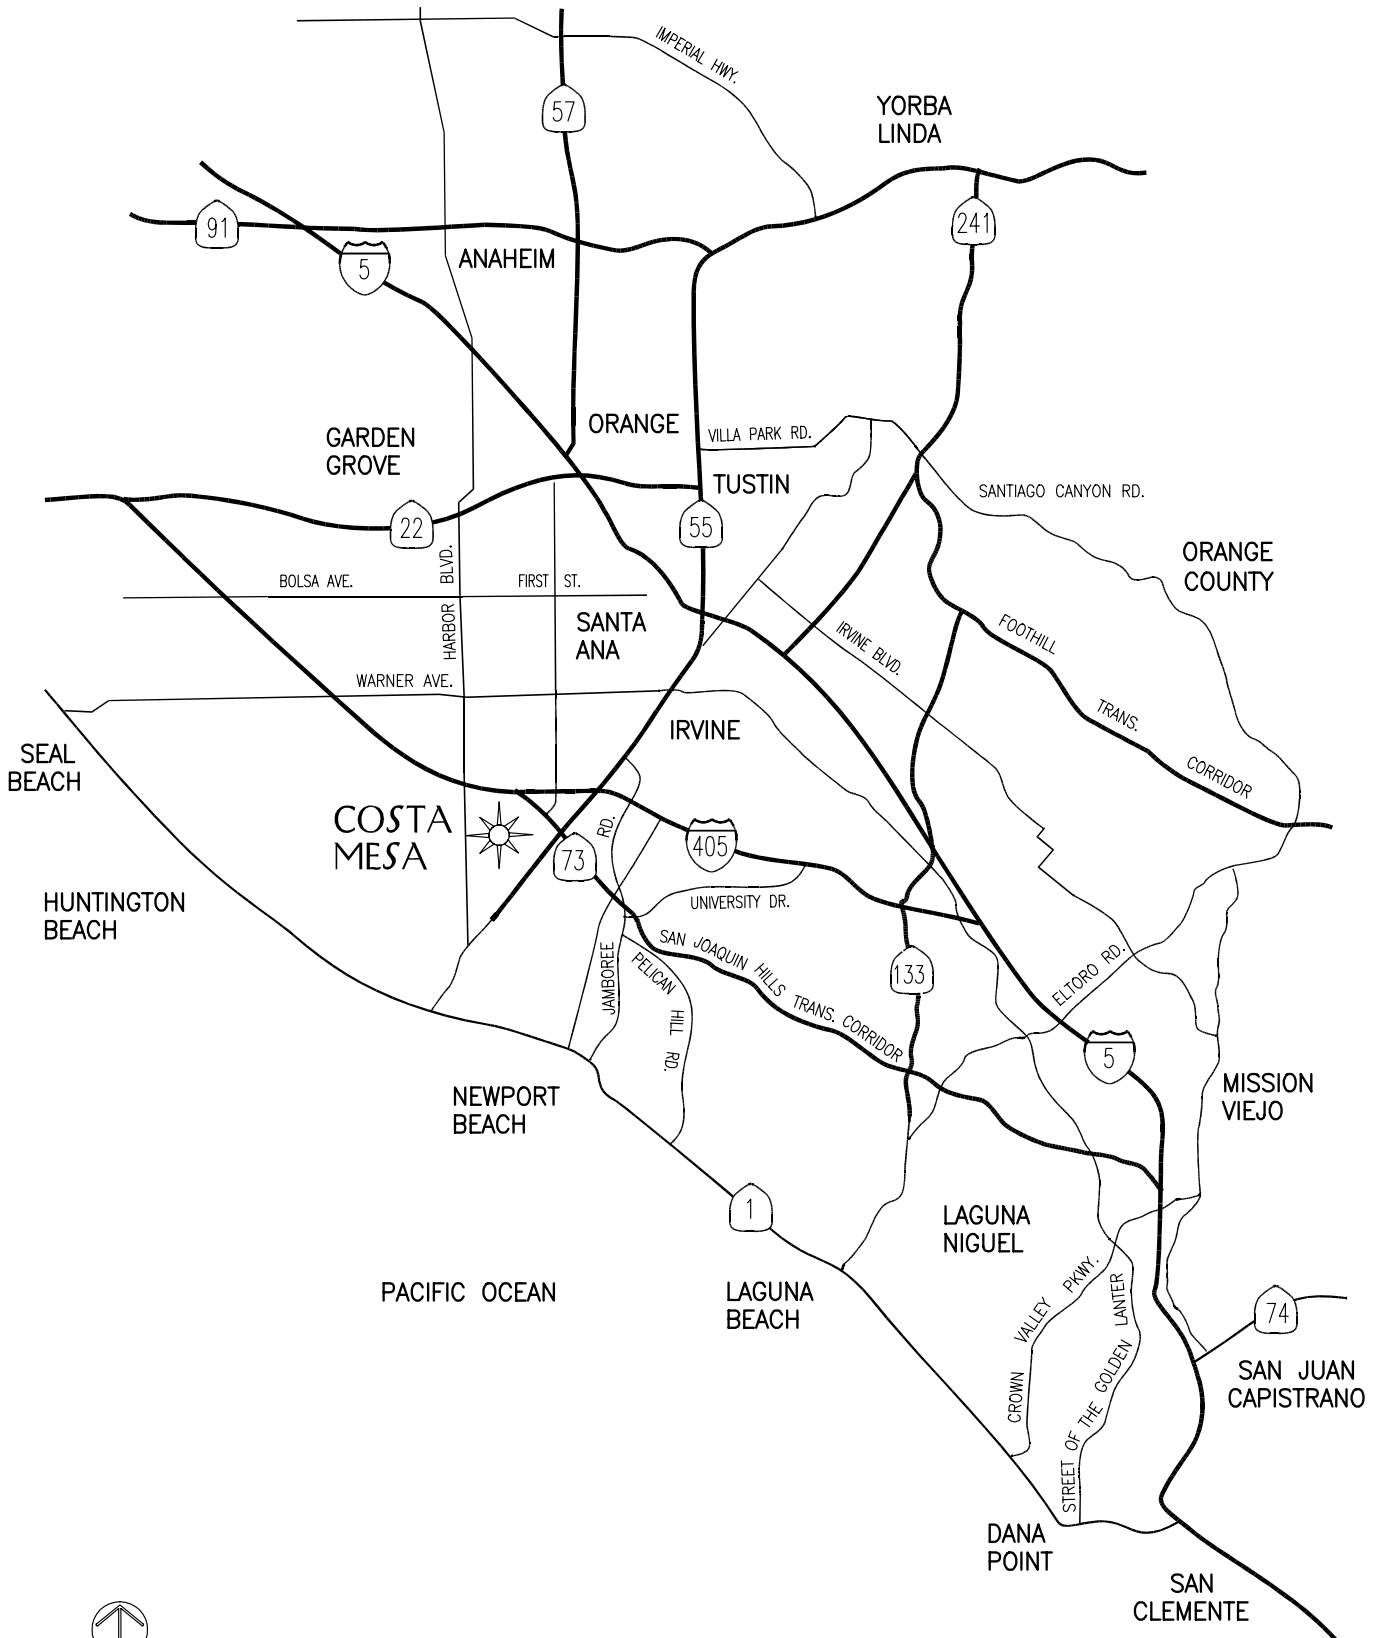 IMPERIAL HWY.
57
YORBA
LINDA
91
241
5
ANAHEIM
ORANGE
VILLA PARK RD.
GARDEN
GROVE
TUSTIN
SANTIAGO CANYON RD.
22
55
ORANGE
COUNTY
BOLSA AVE.
HARBOR BLVD.
FIRST ST.
SANTA
ANA
IRVINE BLVD.
FOOTHILL TRANS. CORRIDOR
WARNER AVE.
IRVINE
SEAL
BEACH
COSTA
MESA
73
405
UNIVERSITY DR.
HUNTINGTON
BEACH
JAMBOREE RD.
PELICAN HILL RD.
SAN JOAQUIN HILLS TRANS. CORRIDOR
133
ELTORO RD.
5
NEWPORT
BEACH
MISSION
VIEJO
1
LAGUNA
NIGUEL
PACIFIC OCEAN
LAGUNA
BEACH
CROWN VALLEY PKWY.
STREET OF THE GOLDEN LANTER
74
SAN JUAN
CAPISTRANO
DANA
POINT
SAN
CLEMENTE